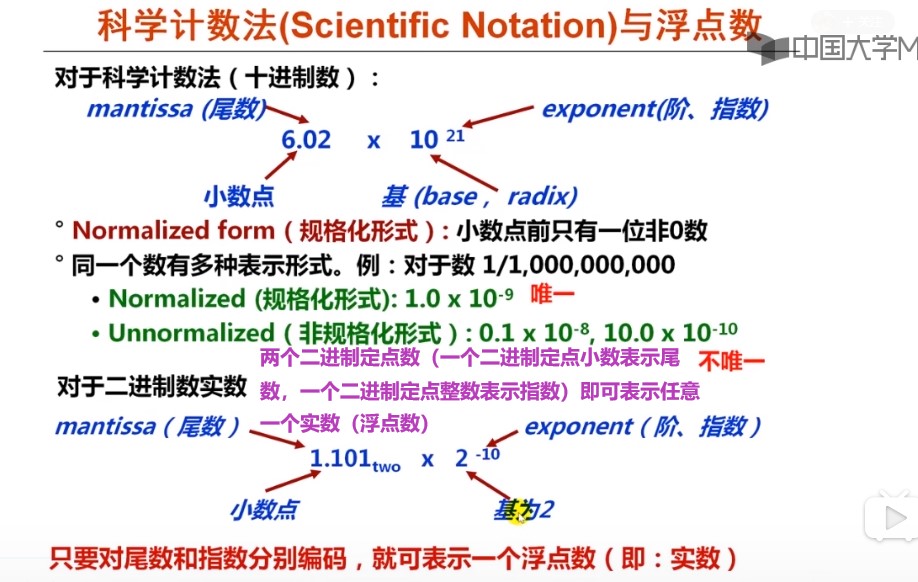 科学计数法(Scientific Notation)与浮点数
中国大学M
对于科学计数法（十进制数）：
mantissa (尾数) exponent(阶、指数)
6.02 x 10 21
小数点 基 (base， radix)
° Normalized form（规格化形式）: 小数点前只有一位非0数
° 同一个数有多种表示形式。例：对于数 1/1,000,000,000
• Normalized (规格化形式): 1.0 x 10-9 唯一
• Unnormalized（非规格化形式）: 0.1 x 10-8, 10.0 x 10-10
两个二进制定点数（一个二进制定点小数表示尾 不唯一
对于二进制数实数 数，一个二进制定点整数表示指数）即可表示任意
mantissa（尾数） 一个实数（浮点数） exponent（阶、指数）
1.101two x 2 -10
小数点 基为2
只要对尾数和指数分别编码，就可表示一个浮点数（即：实数）